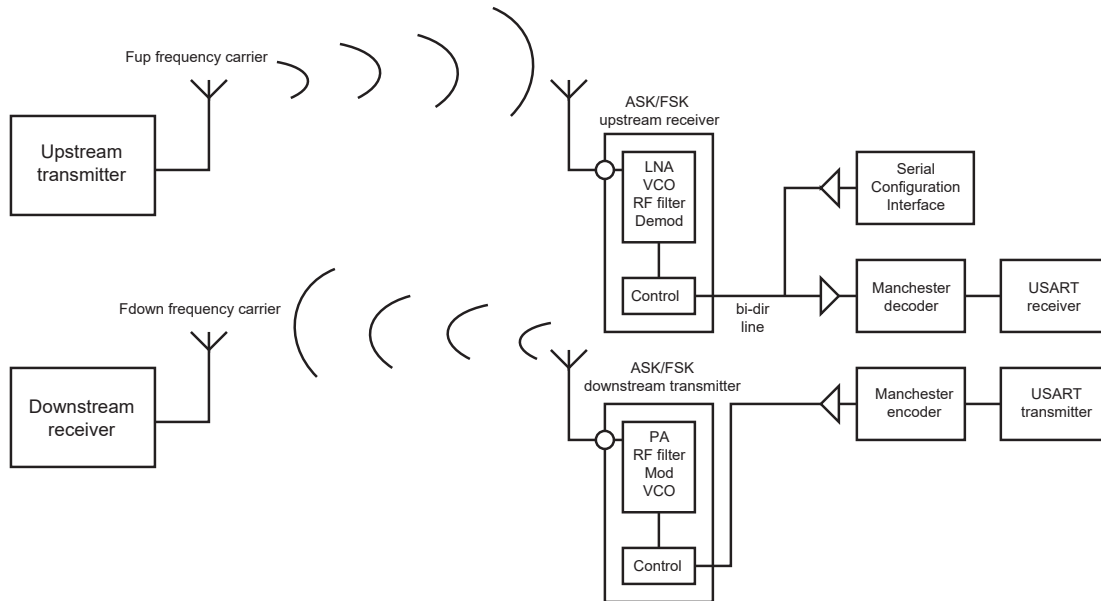 Fup frequency carrier
Upstream
transmitter
ASK/FSK
upstream receiver
LNA
VCO
RF filter
Demod
Control
bi-dir
line
Serial
Configuration
Interface
Manchester
decoder
USART
receiver
Fdown frequency carrier
Downstream
receiver
ASK/FSK
downstream transmitter
PA
RF filter
Mod
VCO
Control
Manchester
encoder
USART
transmitter